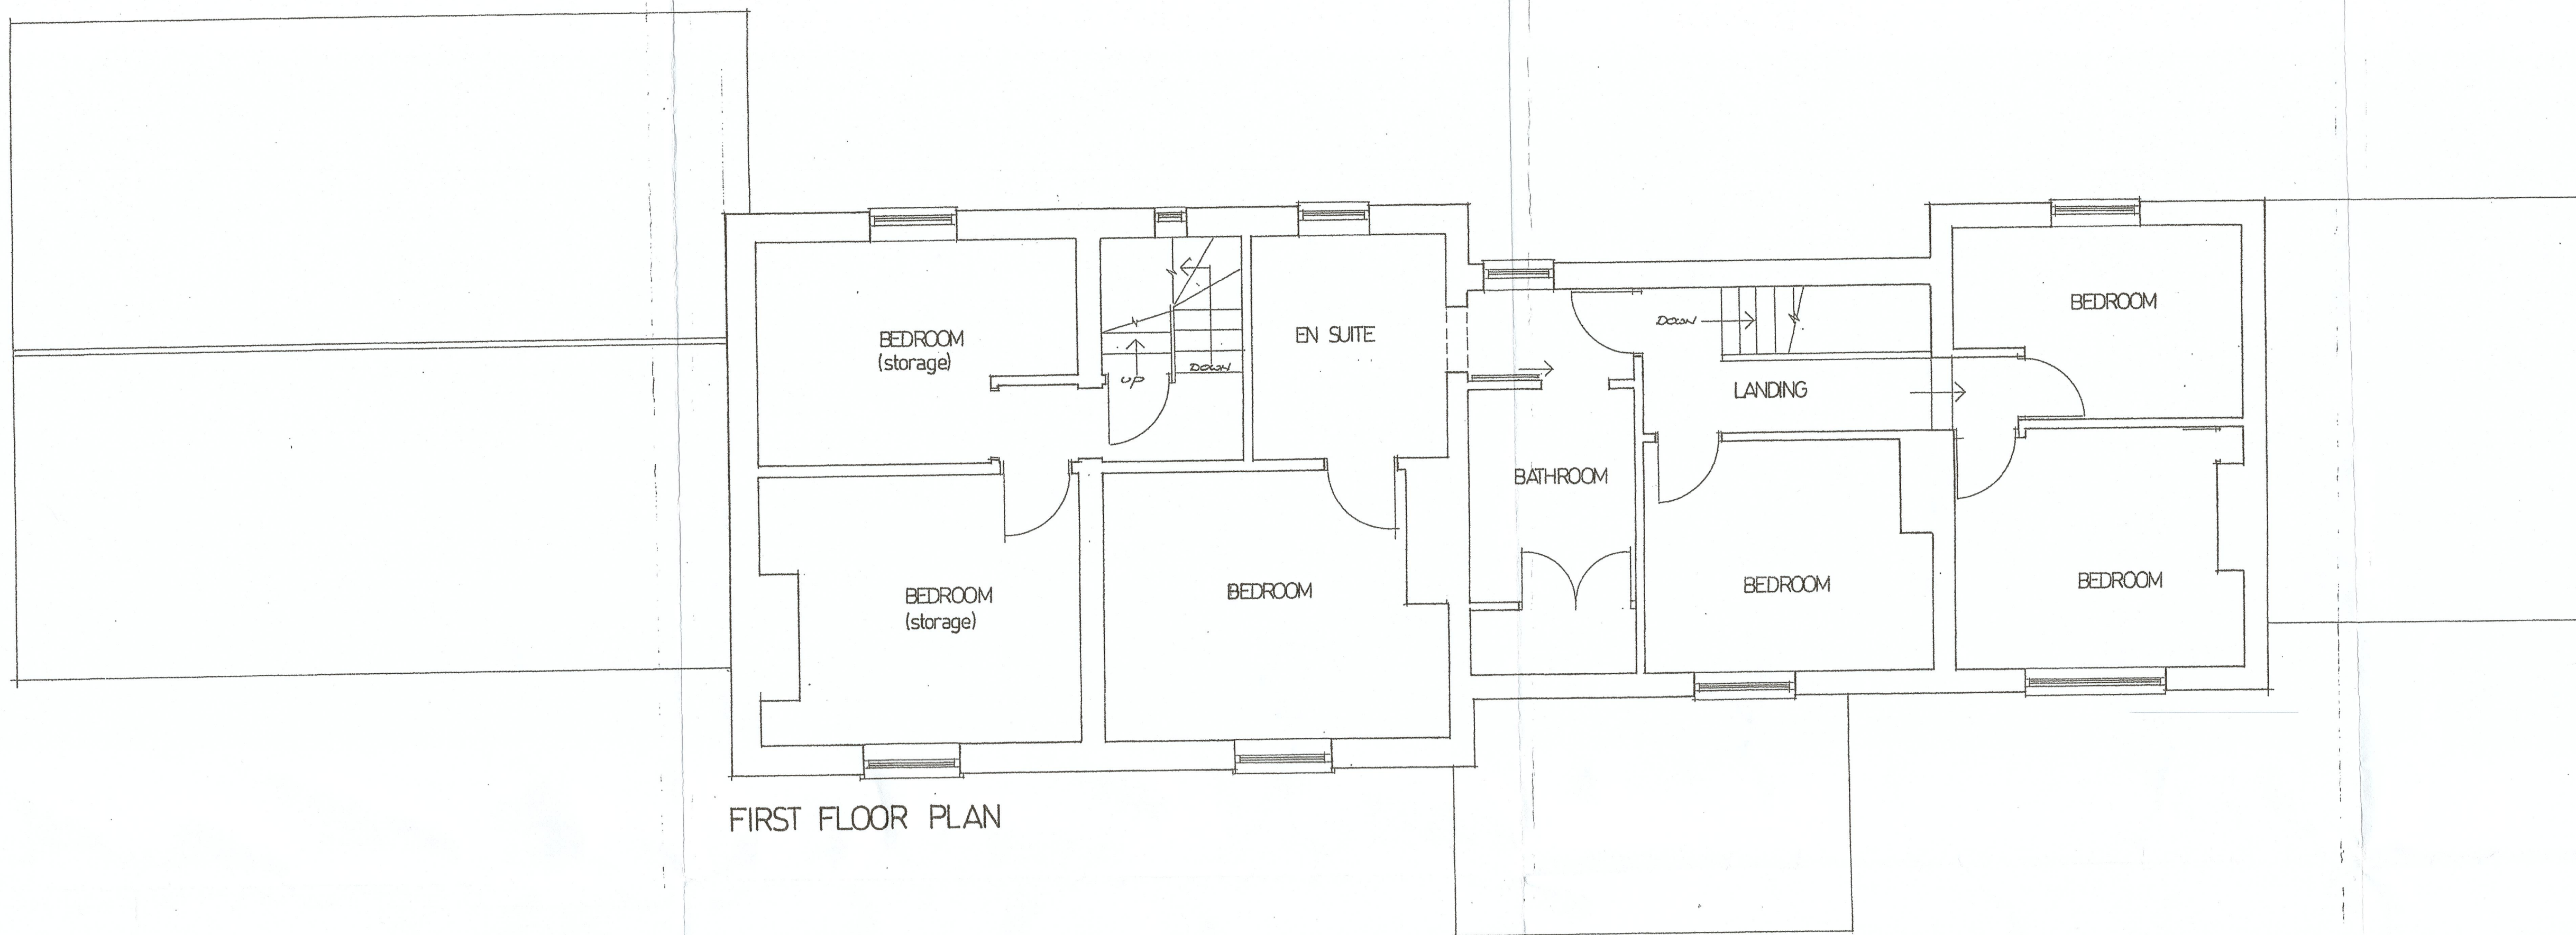 BEDROOM
(storage)
UP
DOWN
EN SUITE
DOWN
LANDING
BEDROOM
BATHROOM
BEDROOM
(storage)
BEDROOM
BEDROOM
BEDROOM
FIRST FLOOR PLAN